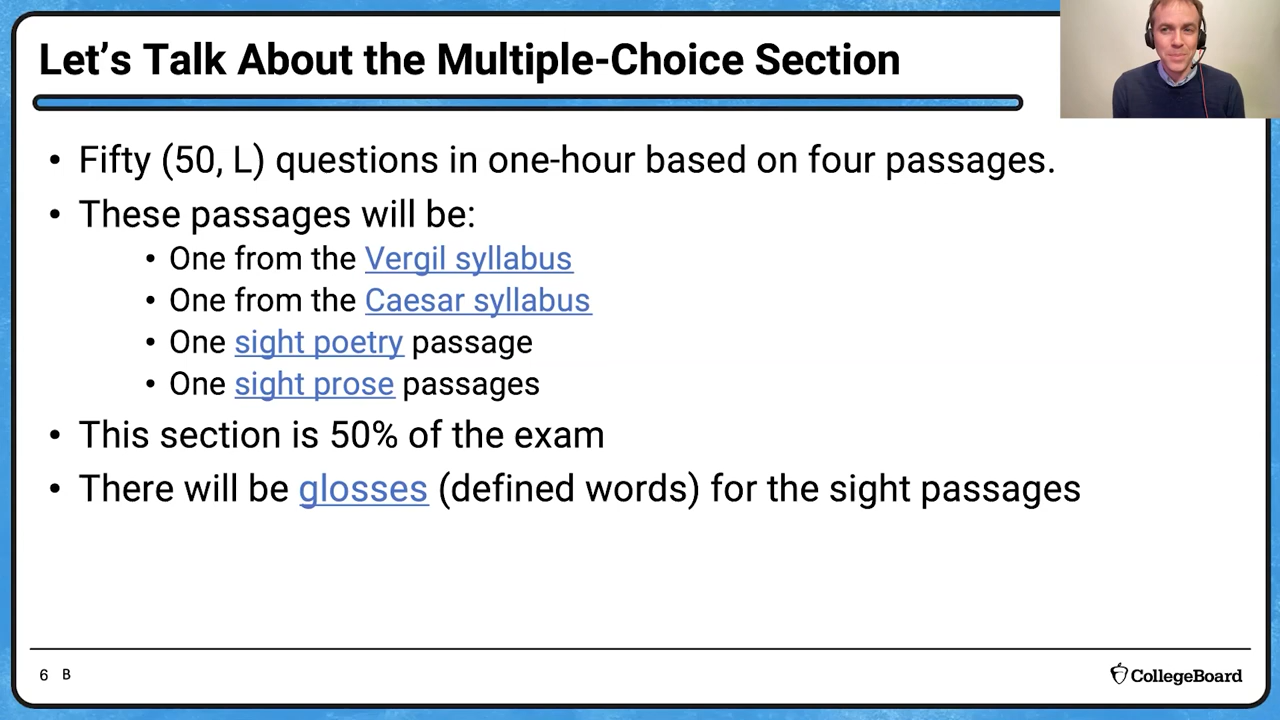 Let's Talk About the Multiple-Choice Section
• Fifty (50, L) questions in one-hour based on four passages.
• These passages will be:
• One from the Vergil syllabus
• One from the Caesar syllabus
• One sight poetry passage
• One sight prose passages
• This section is 50% of the exam
• There will be glosses (defined words) for the sight passages
6 B
CollegeBoard